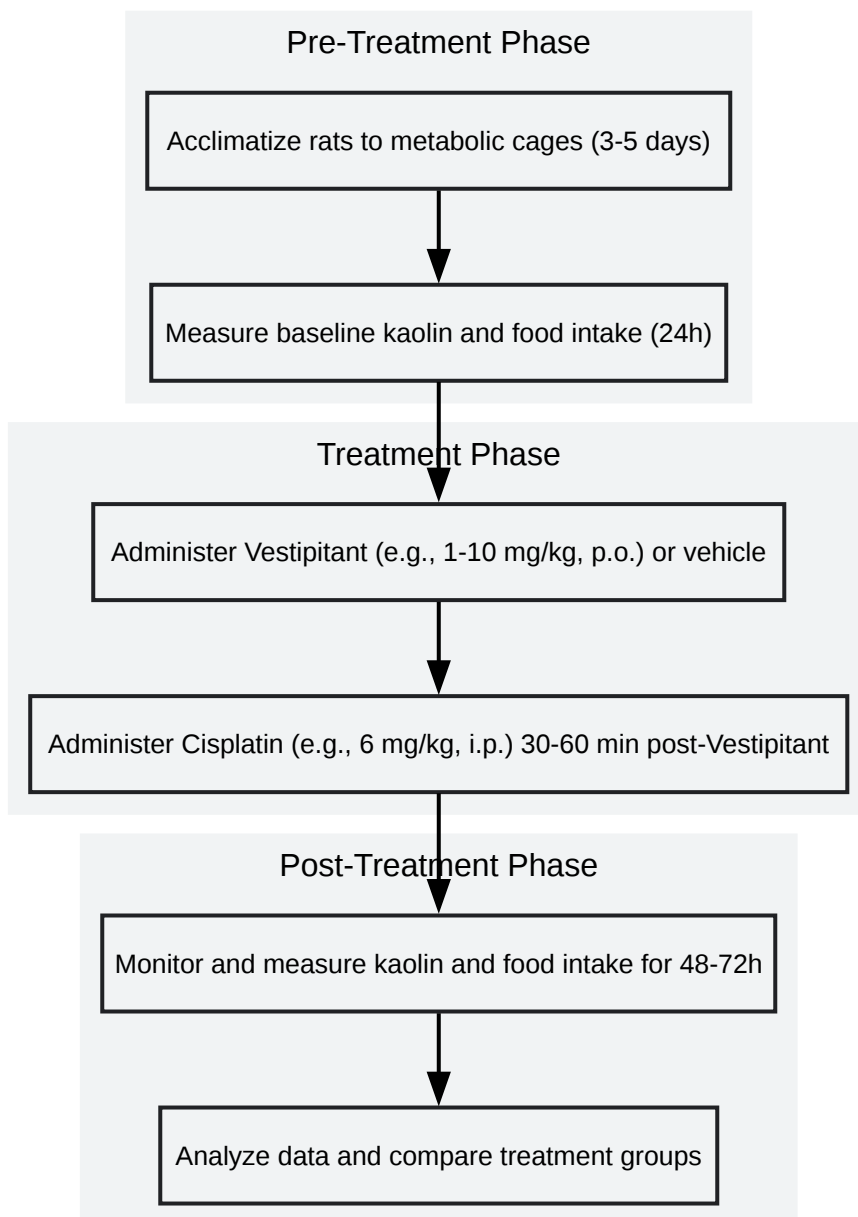 Pre-Treatment Phase
Acclimatize rats to metabolic cages (3-5 days)
Measure baseline kaolin and food intake (24h)
Treatment Phase
Administer Vestipitant (e.g., 1-10 mg/kg, p.o.) or vehicle
Administer Cisplatin (e.g., 6 mg/kg, i.p.) 30-60 min post-Vestipitant
Post-Treatment Phase
Monitor and measure kaolin and food intake for 48-72h
Analyze data and compare treatment groups